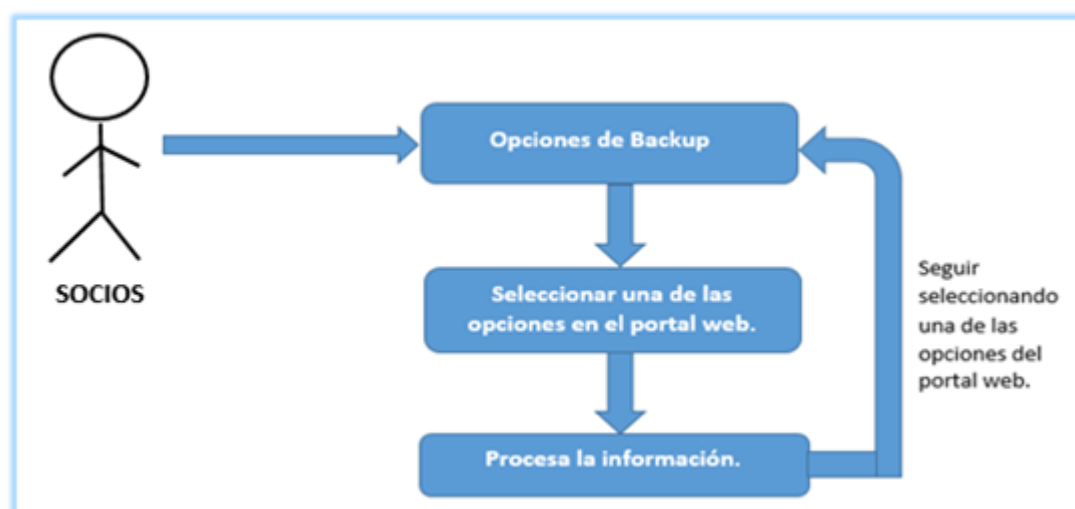 Opciones de Backup
SOCIOS
Seleccionar una de las
opciones en el portal web.
Seguir
seleccionando
una de las
opciones del
portal web.
Procesa la información.